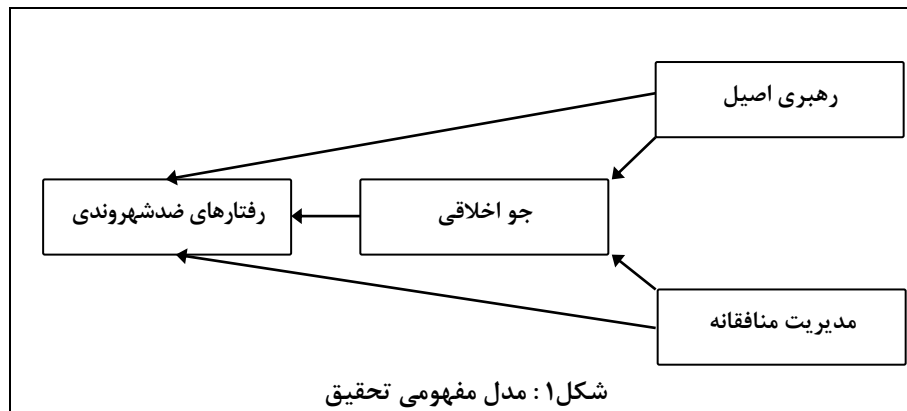 رهبری اصیل
جو اخلاقی
رفتارهای ضدشهروندی
مدیریت منافقانه
شکل۱: مدل مفهومی تحقیق